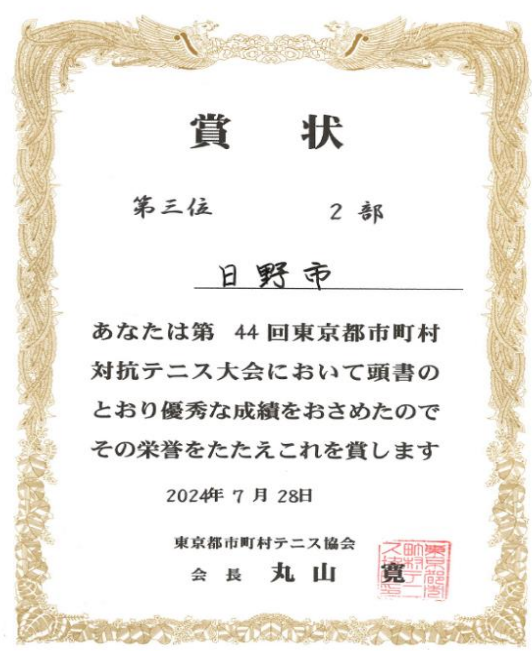 賞 状
第三位 2部
日野市
あなたは第 44回東京都市町村
対抗テニス大会において頭書の
とおり優秀な成績をおさめたので
その栄誉をたたえこれを賞します
2024年 7月 28日
東京都市町村テニス協会
会長 丸山 寛